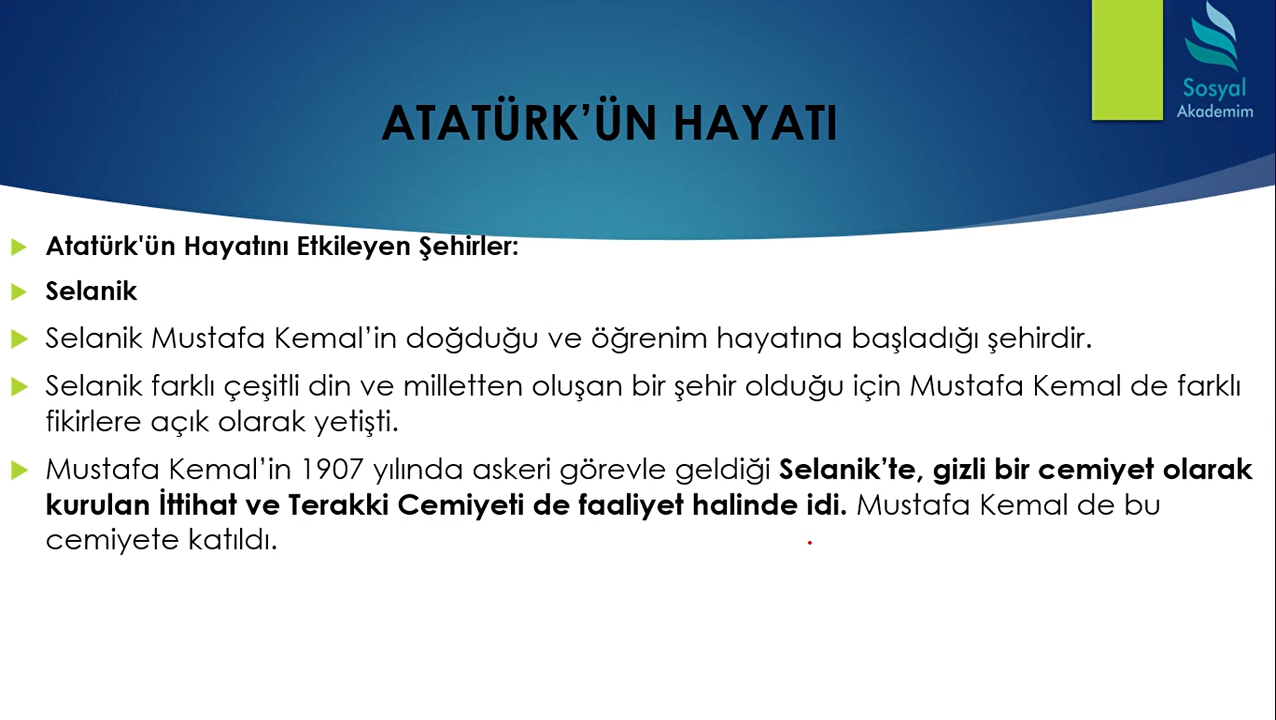 Sosyal
Akademim
ATATÜRK’ÜN HAYATI
Atatürk'ün Hayatını Etkileyen Şehirler:
Selanik
Selanik Mustafa Kemal’in doğduğu ve öğrenim hayatına başladığı şehirdir.
Selanik farklı çeşitli din ve milletten oluşan bir şehir olduğu için Mustafa Kemal de farklı
fikirlere açık olarak yetişti.
Mustafa Kemal’in 1907 yılında askeri görevle geldiği Selanik’te, gizli bir cemiyet olarak
kurulan İttihat ve Terakki Cemiyeti de faaliyet halinde idi. Mustafa Kemal de bu
cemiyete katıldı.